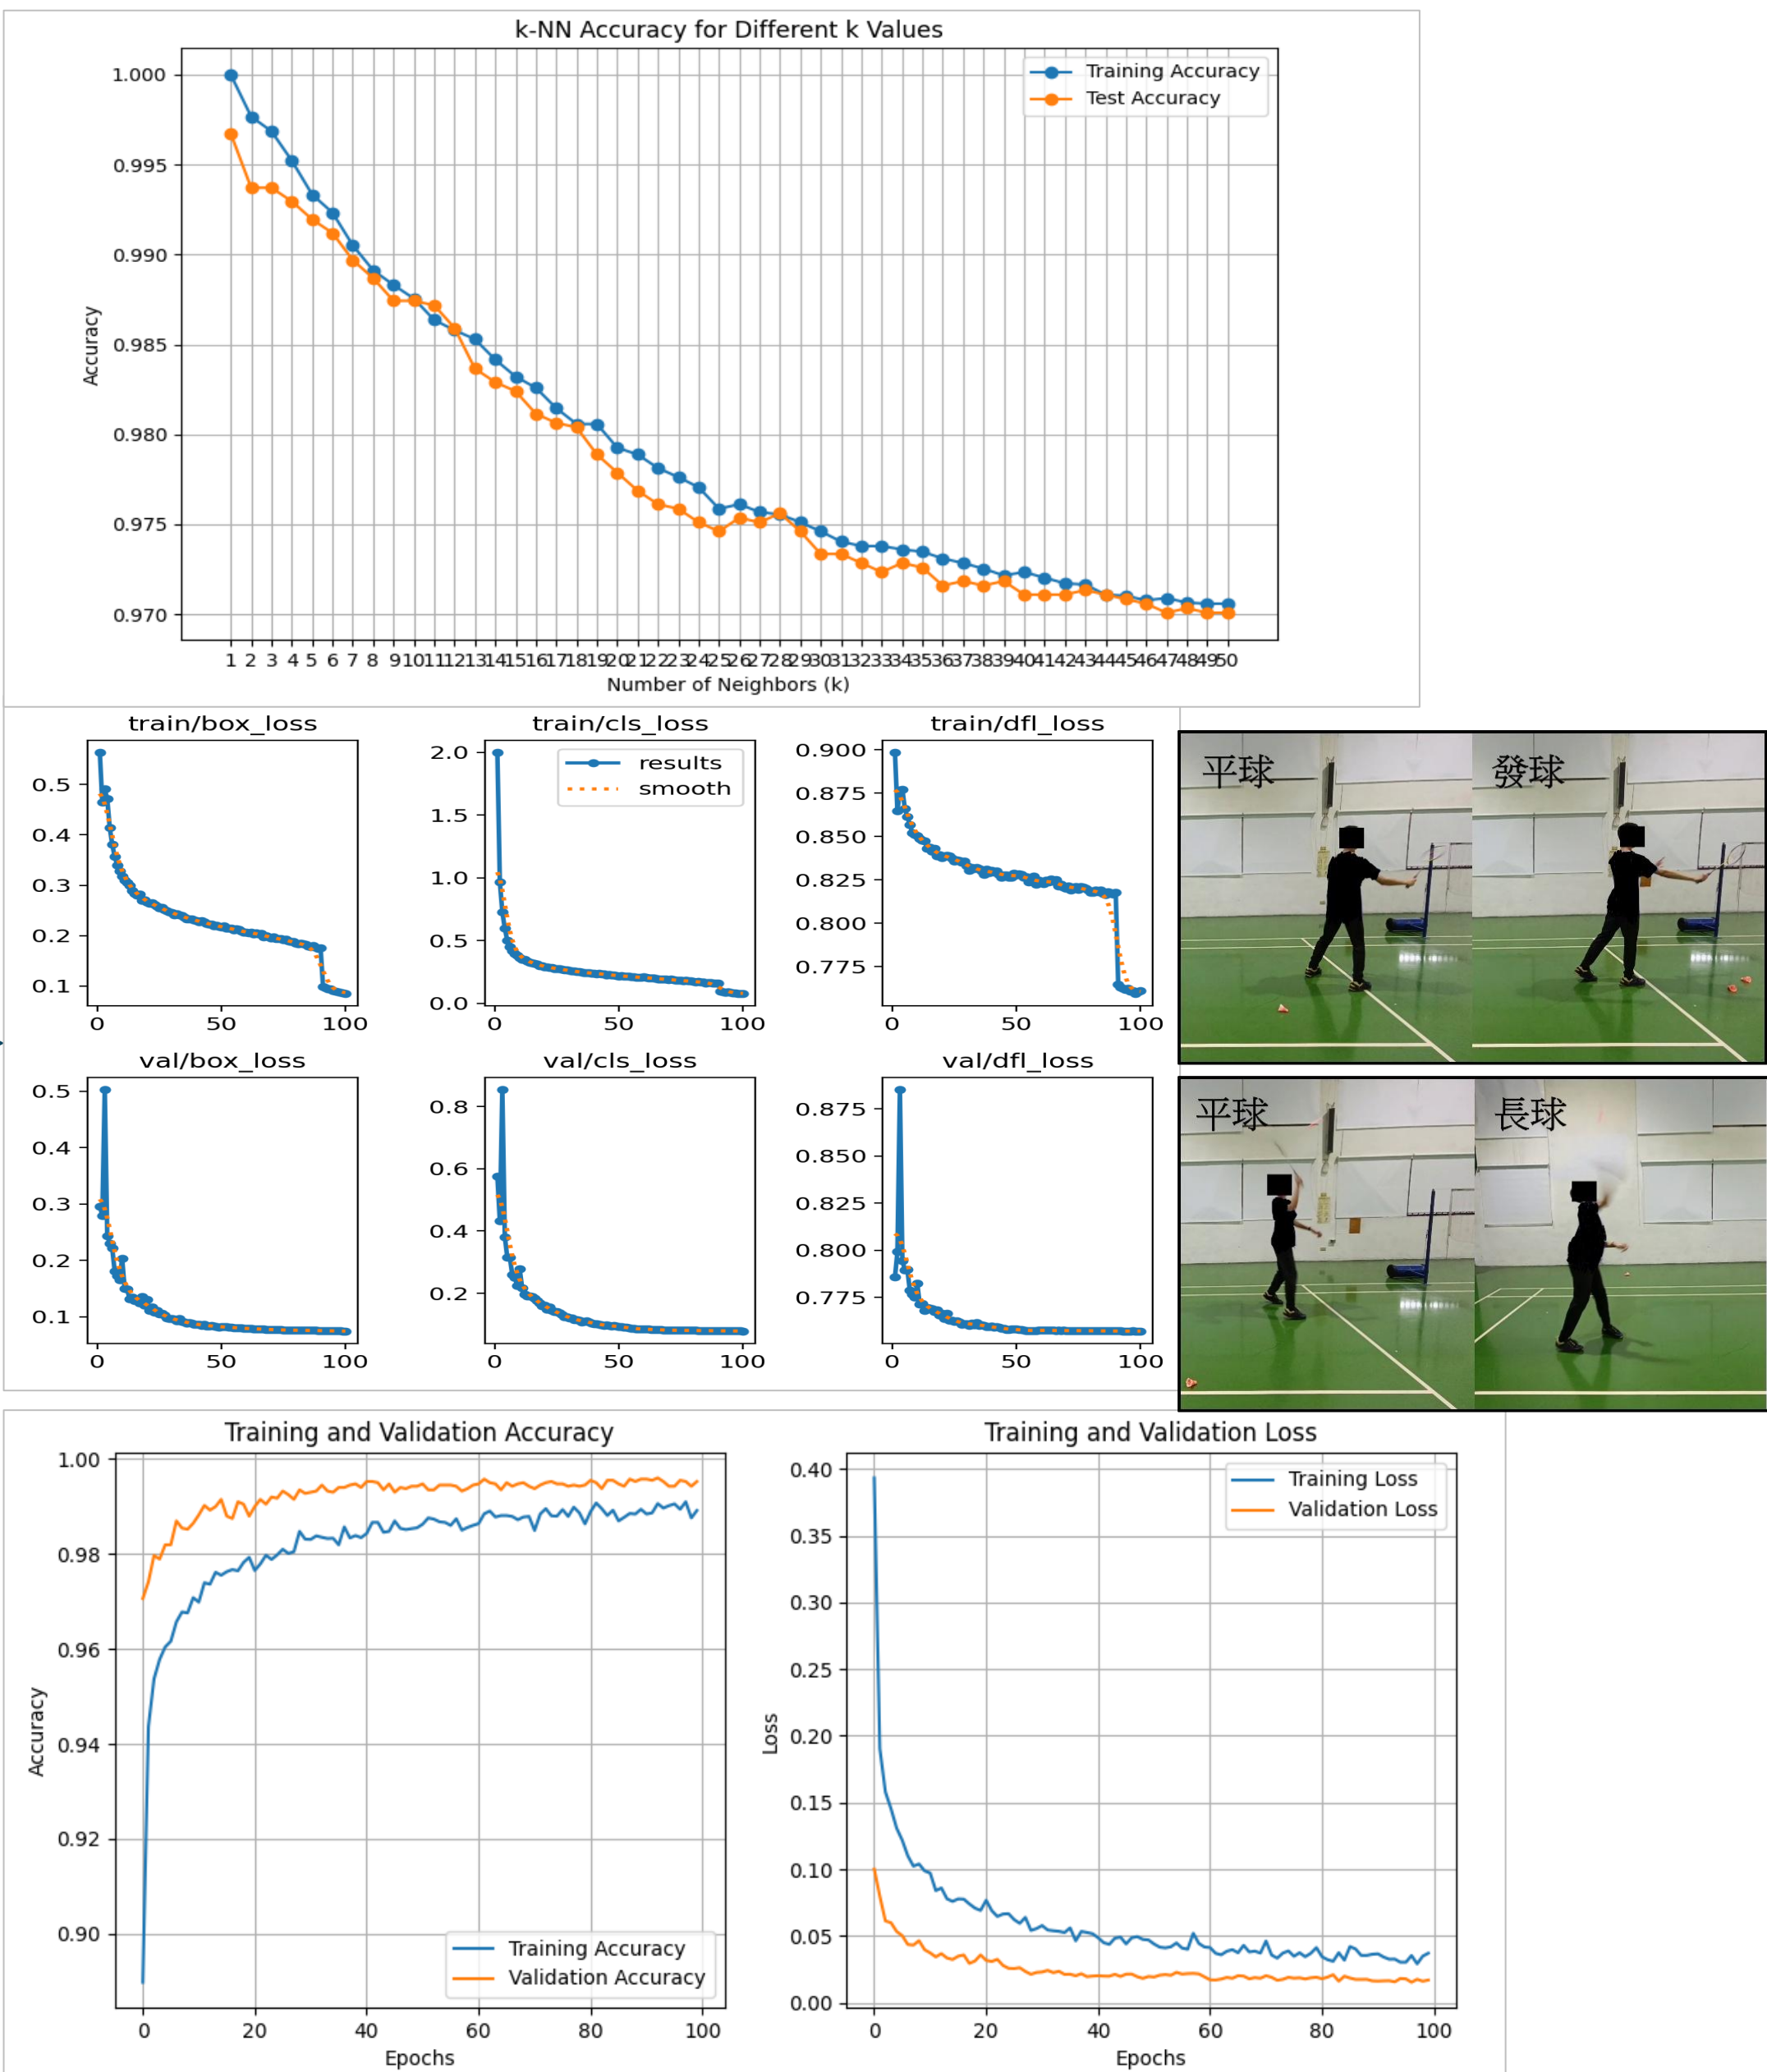 k-NN Accuracy for Different k Values
Training Accuracy
Test Accuracy
1.000
0.995
0.990
0.985
0.980
0.975
0.970
Accuracy
1 2 3 4 5 6 7 8 9 10 11 12 13 14 15 16 17 18 19 20 21 22 23 24 25 26 27 28 29 30 31 32 33 34 35 36 37 38 39 40 41 42 43 44 45 46 47 48 49 50
Number of Neighbors (k)
train/box_loss
0.5
0.4
0.3
0.2
0.1
0 50 100
train/cls_loss
results
smooth
2.0
1.5
1.0
0.5
0.0
0 50 100
train/dfl_loss
0.900
0.875
0.850
0.825
0.800
0.775
0 50 100
平球
發球
val/box_loss
0.5
0.4
0.3
0.2
0.1
0 50 100
val/cls_loss
0.8
0.6
0.4
0.2
0 50 100
val/dfl_loss
0.875
0.850
0.825
0.800
0.775
0 50 100
平球
長球
Training and Validation Accuracy
1.00
0.98
0.96
0.94
0.92
0.90
Accuracy
Training Accuracy
Validation Accuracy
0 20 40 60 80 100
Epochs
Training and Validation Loss
Training Loss
Validation Loss
0.40
0.35
0.30
0.25
0.20
0.15
0.10
0.05
0.00
Loss
0 20 40 60 80 100
Epochs